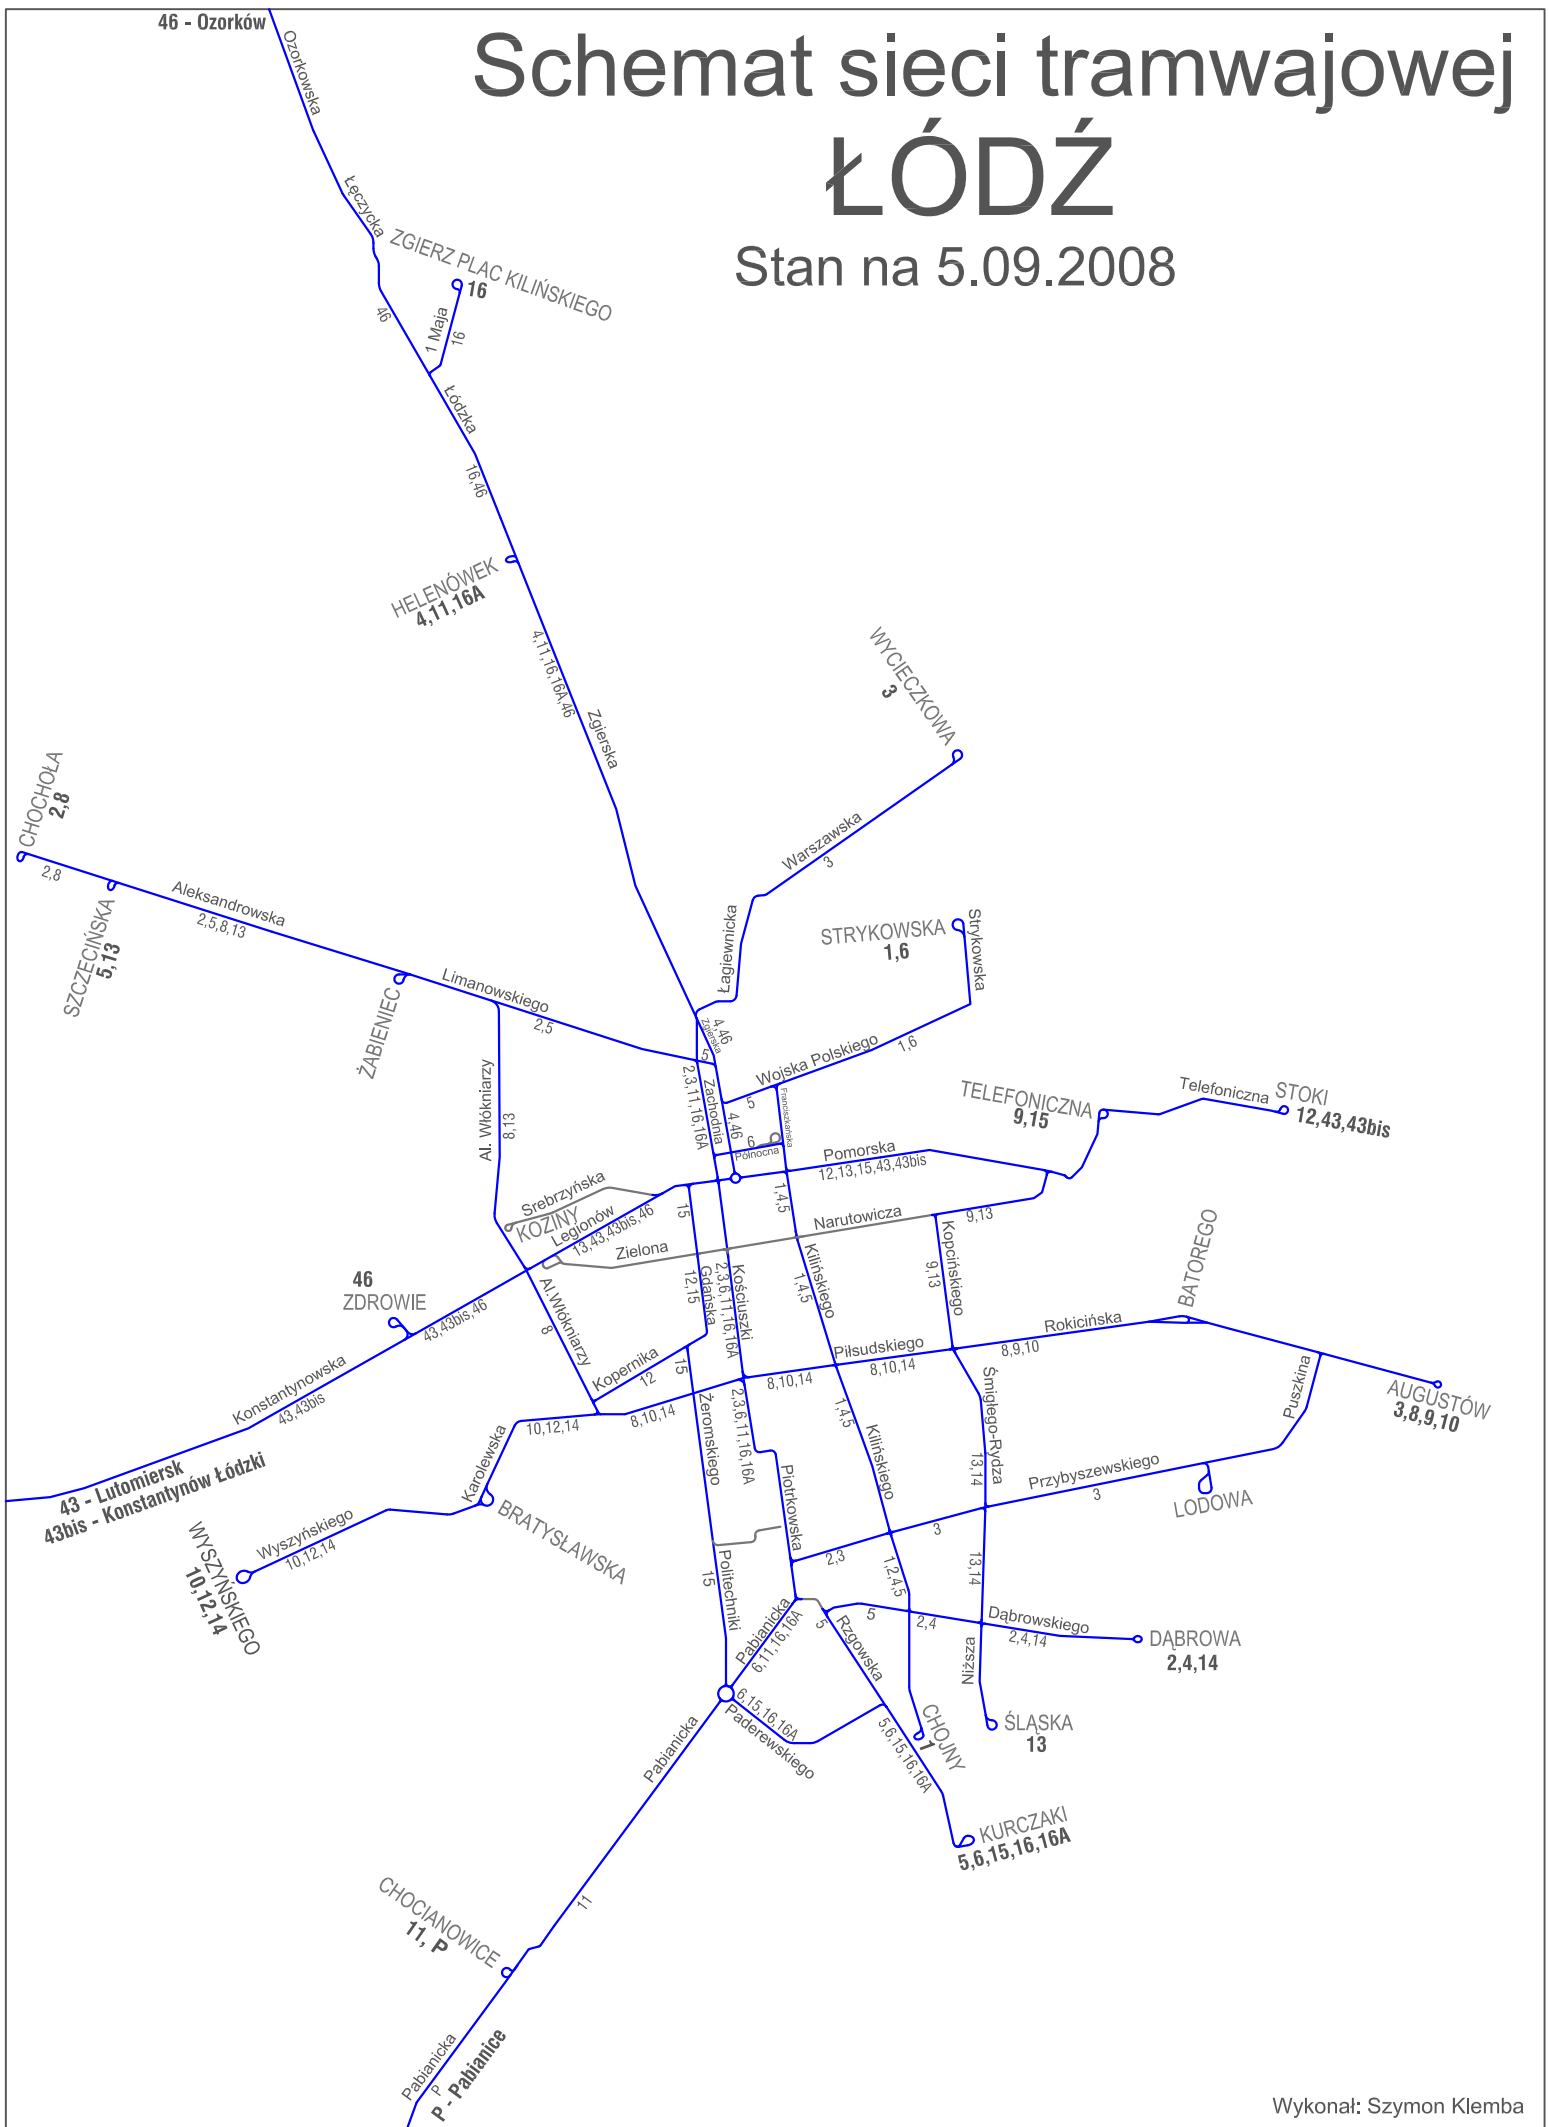 46 - Ozorków
Schemat sieci tramwajowej
ŁÓDŹ
Stan na 5.09.2008
Ozorkowska
Łęczycka
ZGIERZ PLAC KILIŃSKIEGO
16
46
1 Maja
16
Łódzka
16,46
HELENÓWEK
4,11,16A
4,11,16,16A,46
Zgierska
WYCIECZKOWA
3
Warszawska
3
CHOCHOŁA
2,8
2,8
Aleksandrowska
2,5,8,13
SZCZECIŃSKA
5,13
Łagiewnicka
STRYKOWSKA
1,6
Strykowska
Limanowskiego
2,5
ŻABIENIEC
Zgierska
4,46
5
Wojska Polskiego
1,6
5
Al. Włókniarzy
8,13
2,3,11,16,16A
Zachodnia
4,46
Franciszkańska
6
Północna
TELEFONICZNA
9,15
Telefoniczna
STOKI
12,43,43bis
Pomorska
12,13,15,43,43bis
Srebrzyńska
KOZINY
Legionów
13,43,43bis,46
15
1,4,5
Zielona
Narutowicza
9,13
Kopcińskiego
9,13
BATOREGO
46
ZDROWIE
43,43bis,46
Al.Włókniarzy
8
12,15
Gdańska
2,3,6,11,16,16A
Kościuszki
Kilińskiego
1,4,5
Rokicińska
8,9,10
Piłsudskiego
8,10,14
8,10,14
Kopernika
12
15
Konstantynowska
43,43bis
Puszkina
AUGUSTÓW
3,8,9,10
10,12,14
8,10,14
Żeromskiego
2,3,6,11,16,16A
1,4,5
Kilińskiego
Śmigłego-Rydza
13,14
Karolewska
43 - Lutomiersk
43bis - Konstantynów Łódzki
Piotrkowska
Przybyszewskiego
3
LODOWA
BRATYSŁAWSKA
Wyszyńskiego
10,12,14
WYSZYŃSKIEGO
10,12,14
3
2,3
Politechniki
15
1,2,4,5
13,14
Pabianicka
6,11,16,16A
5
Rzgowska
5
2,4
Dąbrowskiego
2,4,14
DĄBROWA
2,4,14
Niższa
6,15,16,16A
Paderewskiego
CHOJNY
1
ŚLĄSKA
13
Pabianicka
5,6,15,16,16A
KURCZAKI
5,6,15,16,16A
11
CHOCIANOWICE
11, P
Pabianicka
P
P - Pabianice
Wykonał: Szymon Klemba